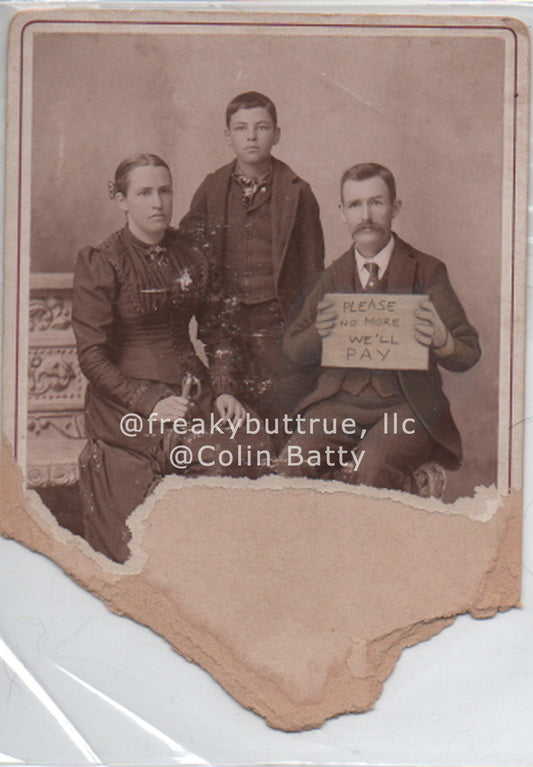 PLEASE
NO MORE
WE'LL
PAY
@freakybuttrue, llc
@Colin Batty